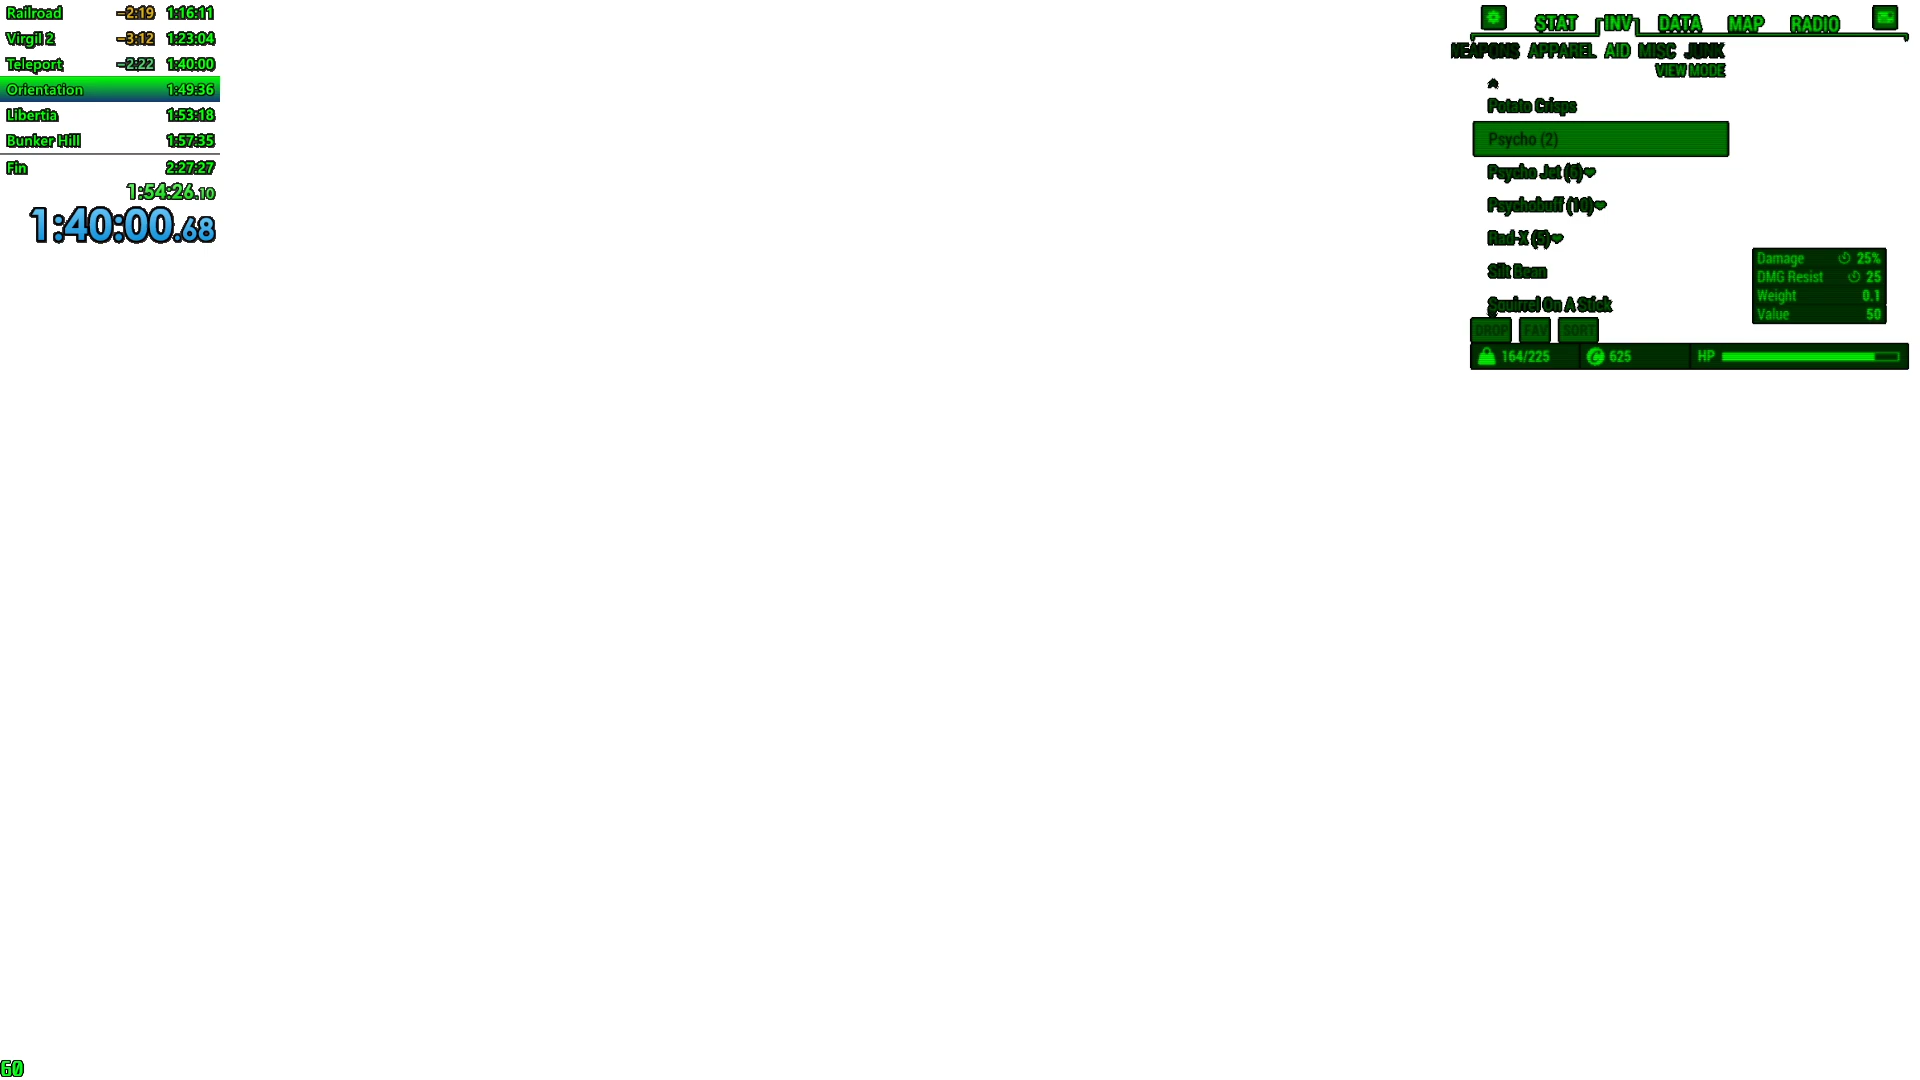 Railroad -2:19 1:16:11
Virgil 2 -3:12 1:23:04
Teleport -2:22 1:40:00
Orientation 1:49:36
Libertia 1:53:18
Bunker Hill 1:57:35
Fin 2:27:27
1:54:26.10
1:40:00.68
STAT INV DATA MAP RADIO
WEAPONS APPAREL AID MISC JUNK
VIEW MODE
Potato Crisps
Psycho (2)
Psycho Jet (6)♥
Psychobuff (10)♥
Rad-X (5)♥
Silt Bean
Squirrel On A Stick
Damage 25%
DMG Resist 25
Weight 0.1
Value 50
DROP FAV SORT
164/225 625 HP
60